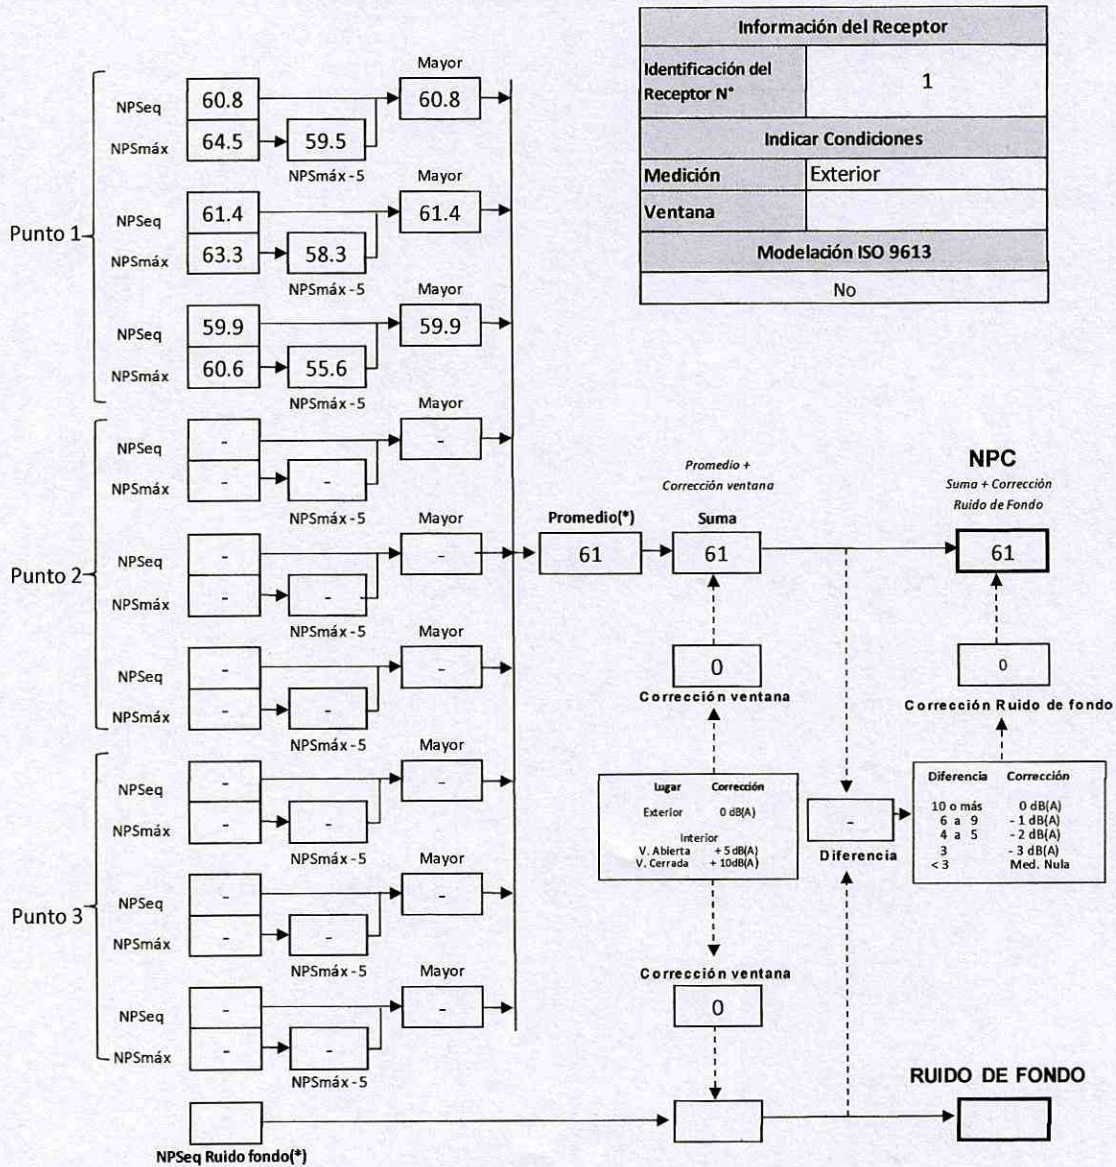 Información del Receptor
Identificación del Receptor N° 1
Indicar Condiciones
Medición Exterior
Ventana
Modelación ISO 9613
No
Punto 1
Mayor
NPSeq 60.8 60.8
NPSmáx 64.5 59.5
NPSmáx - 5
Mayor
NPSeq 61.4 61.4
NPSmáx 63.3 58.3
NPSmáx - 5
Mayor
NPSeq 59.9 59.9
NPSmáx 60.6 55.6
NPSmáx - 5
Punto 2
Mayor
NPSeq - -
NPSmáx - -
NPSmáx - 5
Mayor
NPSeq - -
NPSmáx - -
NPSmáx - 5
Mayor
NPSeq - -
NPSmáx - -
NPSmáx - 5
Punto 3
Mayor
NPSeq - -
NPSmáx - -
NPSmáx - 5
Mayor
NPSeq - -
NPSmáx - -
NPSmáx - 5
Mayor
NPSeq - -
NPSmáx - -
NPSmáx - 5
NPSeq Ruido fondo(*)
Promedio(*)
61
Promedio +
Corrección ventana
Suma
61
0
Corrección ventana
Lugar Corrección
Exterior 0 dB(A)
Interior
V. Abierta + 5 dB(A)
V. Cerrada + 10dB(A)
Corrección ventana
0
-
Diferencia
NPC
Suma + Corrección
Ruido de Fondo
61
0
Corrección Ruido de fondo
Diferencia Corrección
10 o más 0 dB(A)
6 a 9 - 1 dB(A)
4 a 5 - 2 dB(A)
3 - 3 dB(A)
< 3 Med. Nula
RUIDO DE FONDO